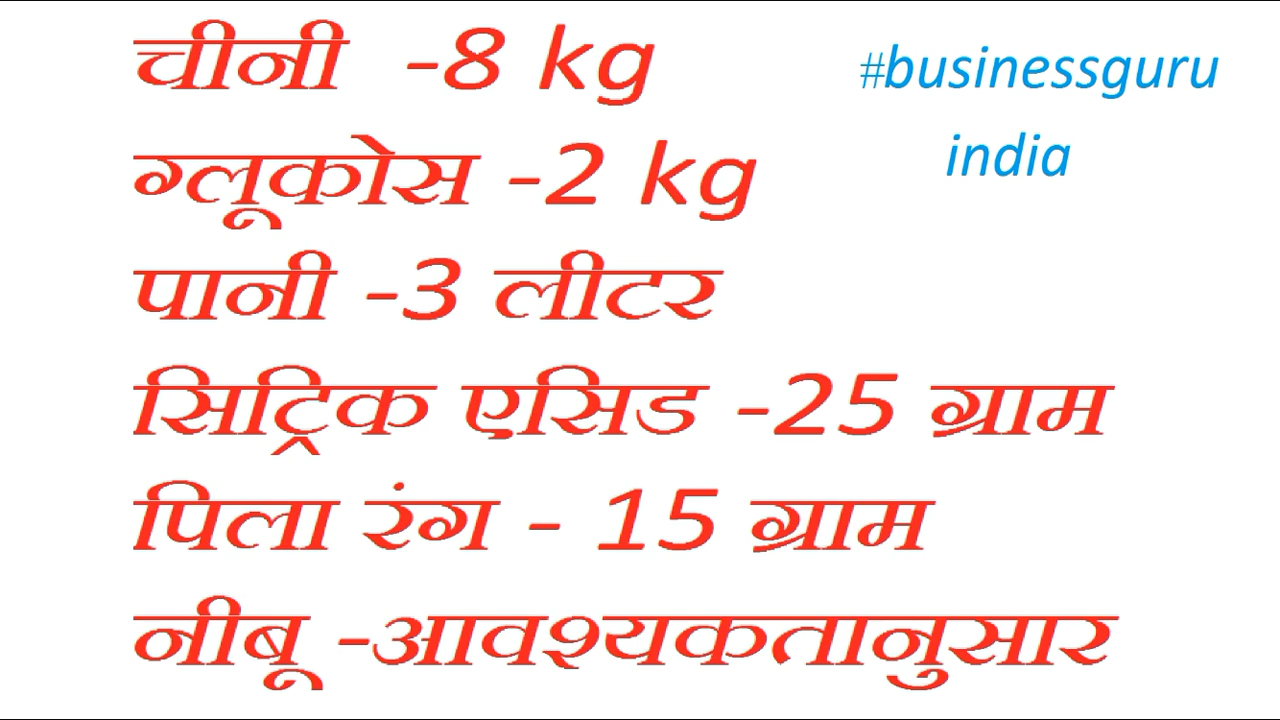 चीनी -8 kg
#businessguru
india
ग्लूकोस -2 kg
पानी -3 लीटर
सिट्रिक एसिड -25 ग्राम
पिला रंग - 15 ग्राम
नीबू -आवश्यकतानुसार